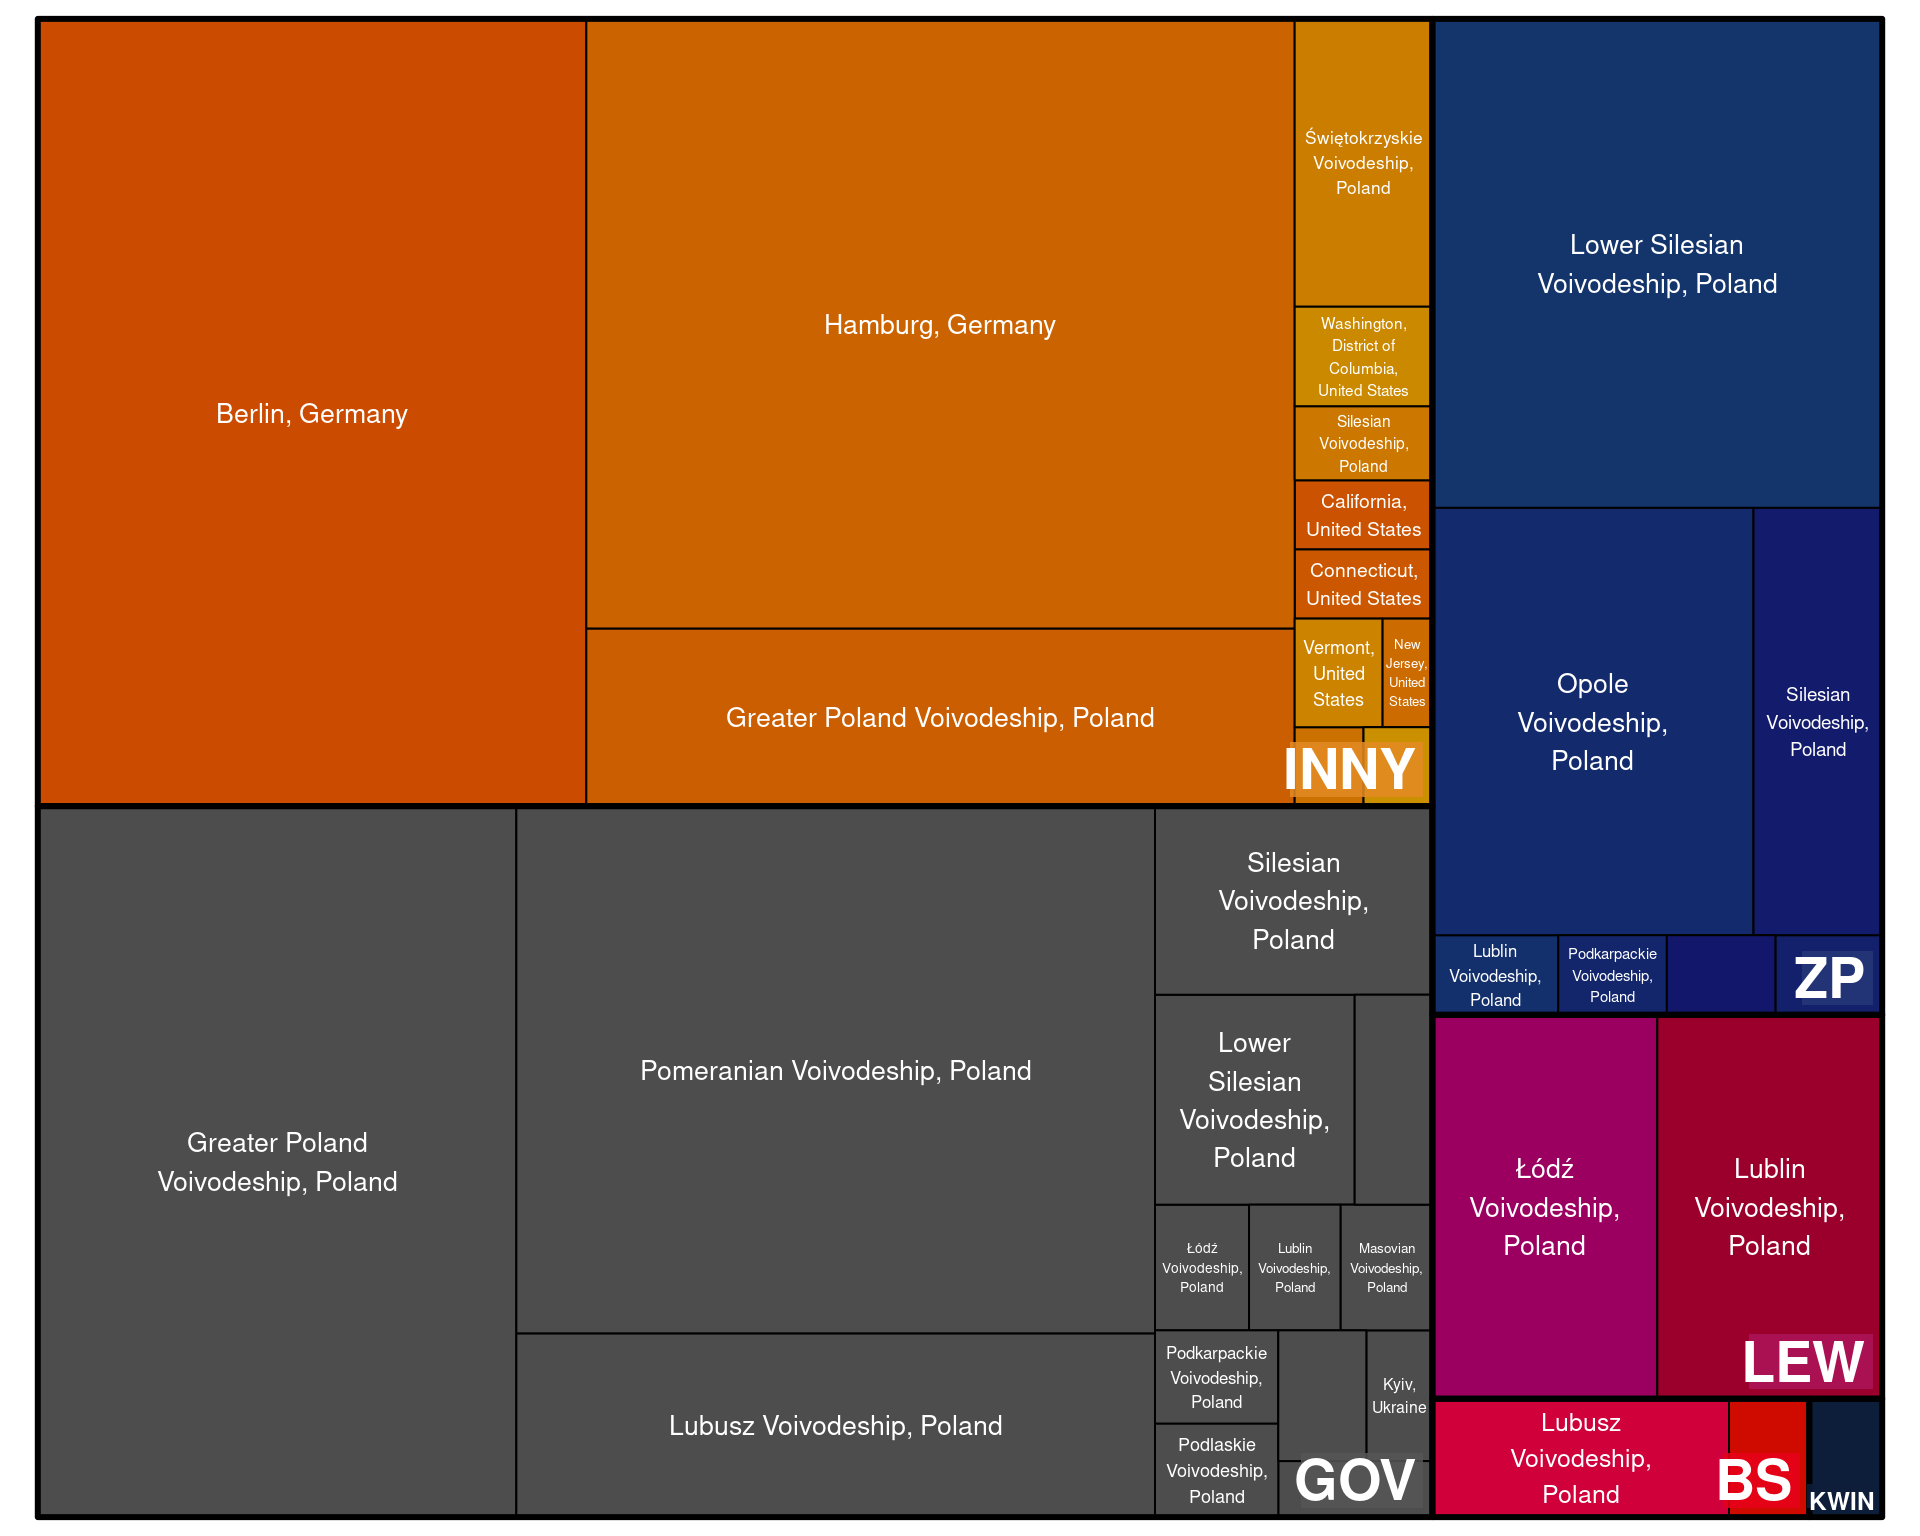 Berlin, Germany
Hamburg, Germany
Greater Poland Voivodeship, Poland
Świętokrzyskie
Voivodeship,
Poland
Washington,
District of
Columbia,
United States
Silesian
Voivodeship,
Poland
California,
United States
Connecticut,
United States
Vermont,
United
States
New
Jersey,
United
States
INNY
Greater Poland
Voivodeship, Poland
Pomeranian Voivodeship, Poland
Lubusz Voivodeship, Poland
Silesian
Voivodeship,
Poland
Lower
Silesian
Voivodeship,
Poland
Łódź
Voivodeship,
Poland
Lublin
Voivodeship,
Poland
Masovian
Voivodeship,
Poland
Podkarpackie
Voivodeship,
Poland
Podlaskie
Voivodeship,
Poland
Kyiv,
Ukraine
GOV
Lower Silesian
Voivodeship, Poland
Opole
Voivodeship,
Poland
Silesian
Voivodeship,
Poland
Lublin
Voivodeship,
Poland
Podkarpackie
Voivodeship,
Poland
ZP
Łódź
Voivodeship,
Poland
Lublin
Voivodeship,
Poland
LEW
Lubusz
Voivodeship,
Poland
BS
KWIN